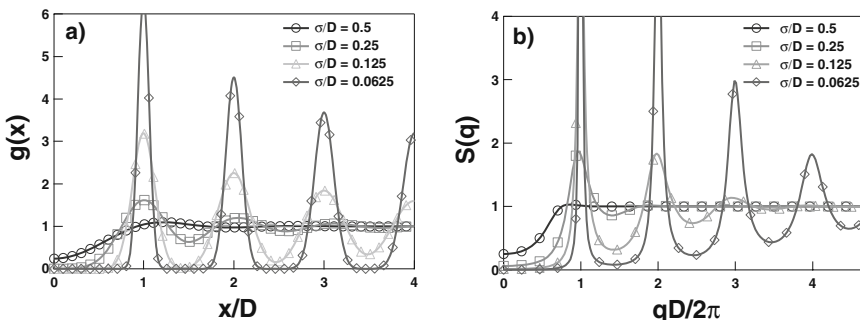 a)
g(x)
6
5
4
3
2
1
0
0 1 2 3 4
x/D
σ/D = 0.5
σ/D = 0.25
σ/D = 0.125
σ/D = 0.0625
b)
S(q)
4
3
2
1
0
0 1 2 3 4
qD/2π
σ/D = 0.5
σ/D = 0.25
σ/D = 0.125
σ/D = 0.0625